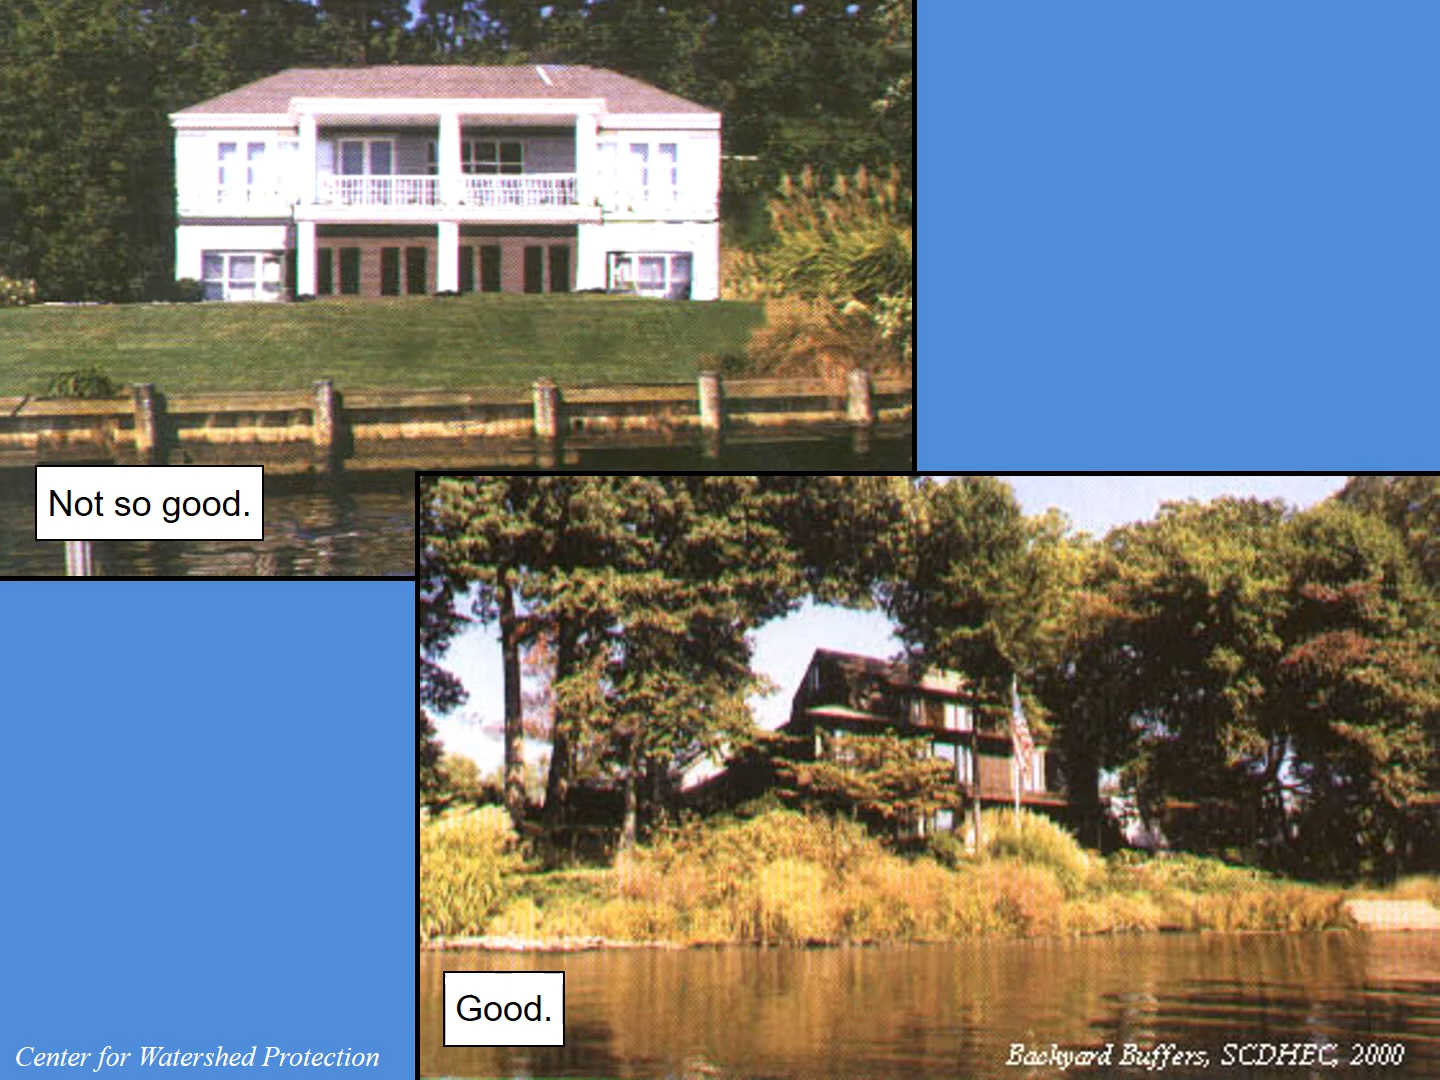 Not so good.
Good.
Center for Watershed Protection
Backyard Buffers, SCDHEC, 2000